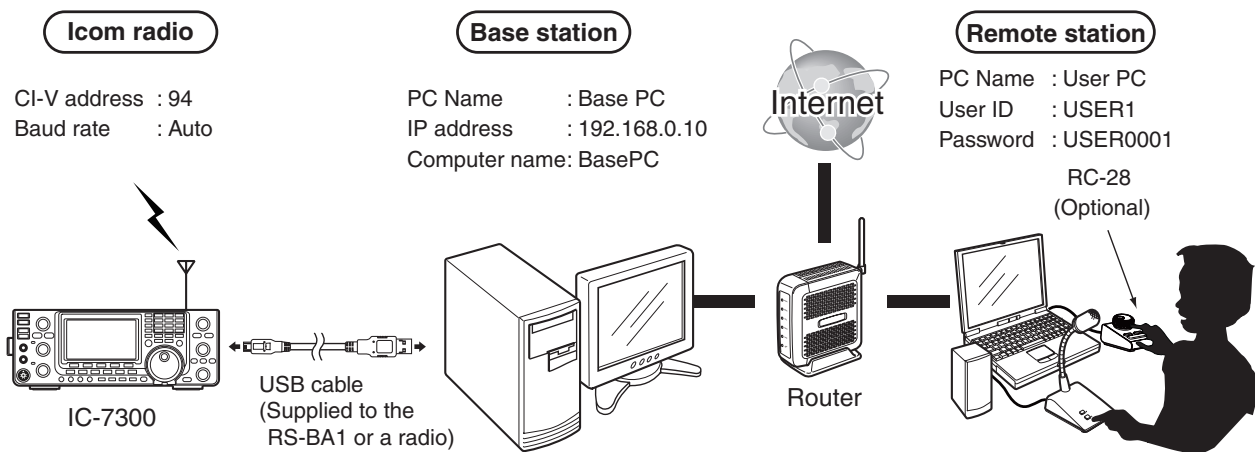 Icom radio
CI-V address : 94
Baud rate : Auto
IC-7300
USB cable
(Supplied to the
RS-BA1 or a radio)
Base station
PC Name : Base PC
IP address : 192.168.0.10
Computer name: BasePC
Internet
Router
Remote station
PC Name : User PC
User ID : USER1
Password : USER0001
RC-28
(Optional)